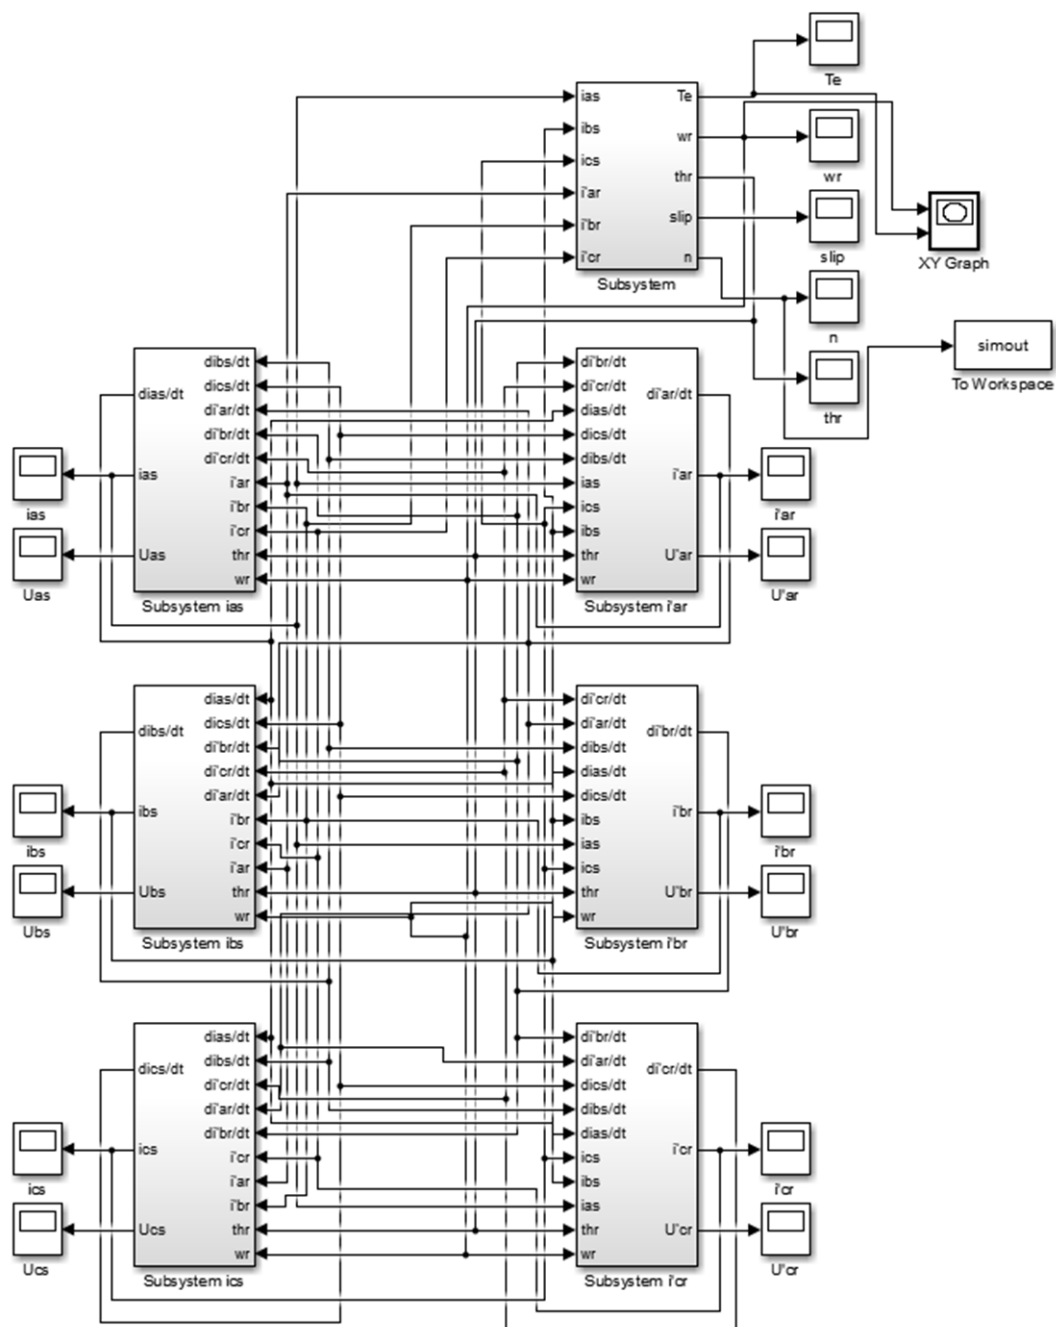 Te
ias
Te
ibs
wr
ics
wr
thr
i'ar
slip
i'br
slip
XY Graph
i'cr
n
Subsystem
n
simout
To Workspace
thr
dibs/dt
dics/dt
dias/dt
di'ar/dt
di'br/dt
di'cr/dt
ias
i'ar
i'br
i'cr
Uas
thr
wr
Subsystem ias
ias
Uas
di'br/dt
di'cr/dt
di'ar/dt
dias/dt
dics/dt
dibs/dt
ias
i'ar
ics
ibs
thr
U'ar
wr
Subsystem i'ar
i'ar
U'ar
dias/dt
dics/dt
dibs/dt
di'br/dt
di'cr/dt
di'ar/dt
ibs
i'br
i'cr
i'ar
Ubs
thr
wr
Subsystem ibs
ibs
Ubs
di'cr/dt
di'ar/dt
di'br/dt
dibs/dt
dias/dt
dics/dt
ibs
i'br
ias
ics
thr
U'br
wr
Subsystem i'br
i'br
U'br
dias/dt
dibs/dt
dics/dt
di'cr/dt
di'ar/dt
di'br/dt
ics
i'cr
i'ar
i'br
Ucs
thr
wr
Subsystem ics
ics
Ucs
di'br/dt
di'ar/dt
di'cr/dt
dics/dt
dibs/dt
dias/dt
ics
i'cr
ibs
ias
thr
U'cr
wr
Subsystem i'cr
i'cr
U'cr